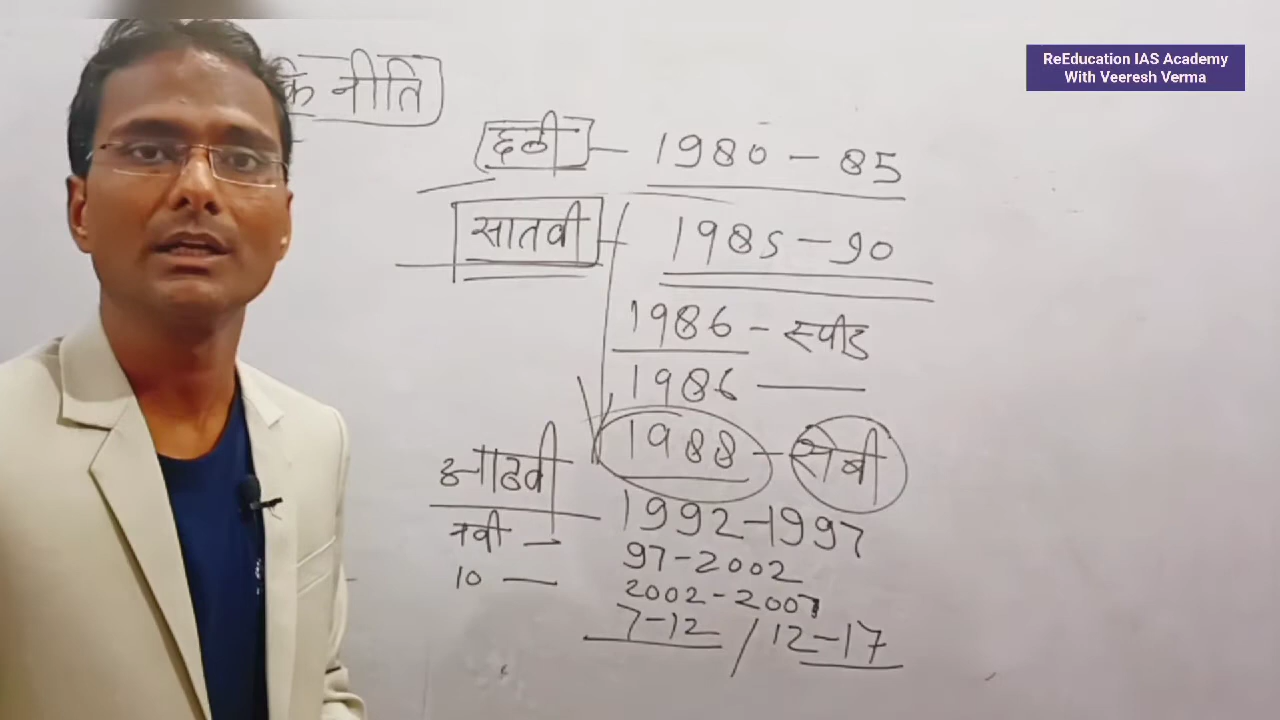 ReEducation IAS Academy
With Veeresh Verma
कि नीति
छठी – 1980 – 85
सातवी – 1985 – 90
1986 – स्पीड
1986 –
1988 – सेबी
आठवी 1992 – 1997
नवी – 97 – 2002
10 – 2002 – 2007
7 – 12 / 12 – 17